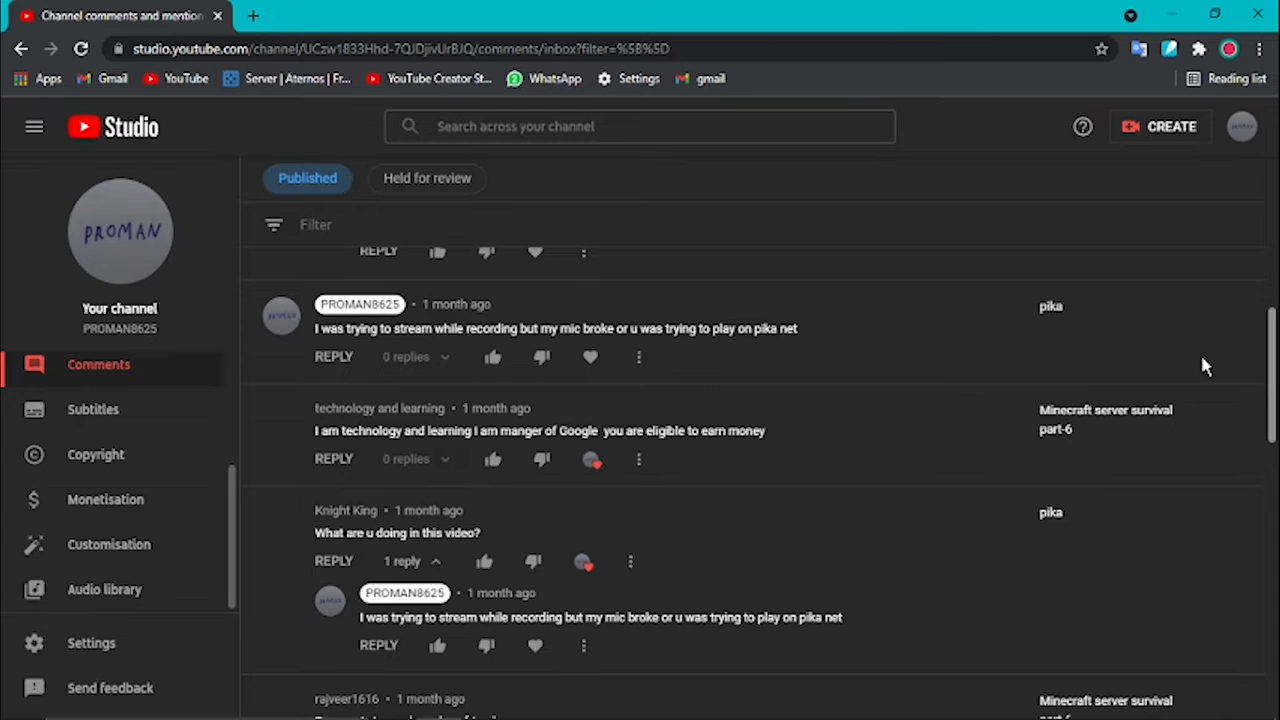 Channel comments and mention
studio.youtube.com/channel/UCzw1833Hhd-7QJDjivUrBJQ/comments/inbox?filter=%5B%5D
Apps Gmail YouTube Server | Aternos | Fr... YouTube Creator St... WhatsApp Settings gmail Reading list
Studio
Search across your channel
CREATE
PROMAN
Your channel
PROMAN8625
Comments
Subtitles
Copyright
Monetisation
Customisation
Audio library
Settings
Send feedback
Published Held for review
Filter
REPLY
PROMAN8625 • 1 month ago
pika
I was trying to stream while recording but my mic broke or u was trying to play on pika net
REPLY 0 replies
technology and learning • 1 month ago
Minecraft server survival
part-6
I am technology and learning I am manger of Google you are eligible to earn money
REPLY 0 replies
Knight King • 1 month ago
pika
What are u doing in this video?
REPLY 1 reply
PROMAN8625 • 1 month ago
I was trying to stream while recording but my mic broke or u was trying to play on pika net
REPLY
rajveer1616 • 1 month ago
Minecraft server survival